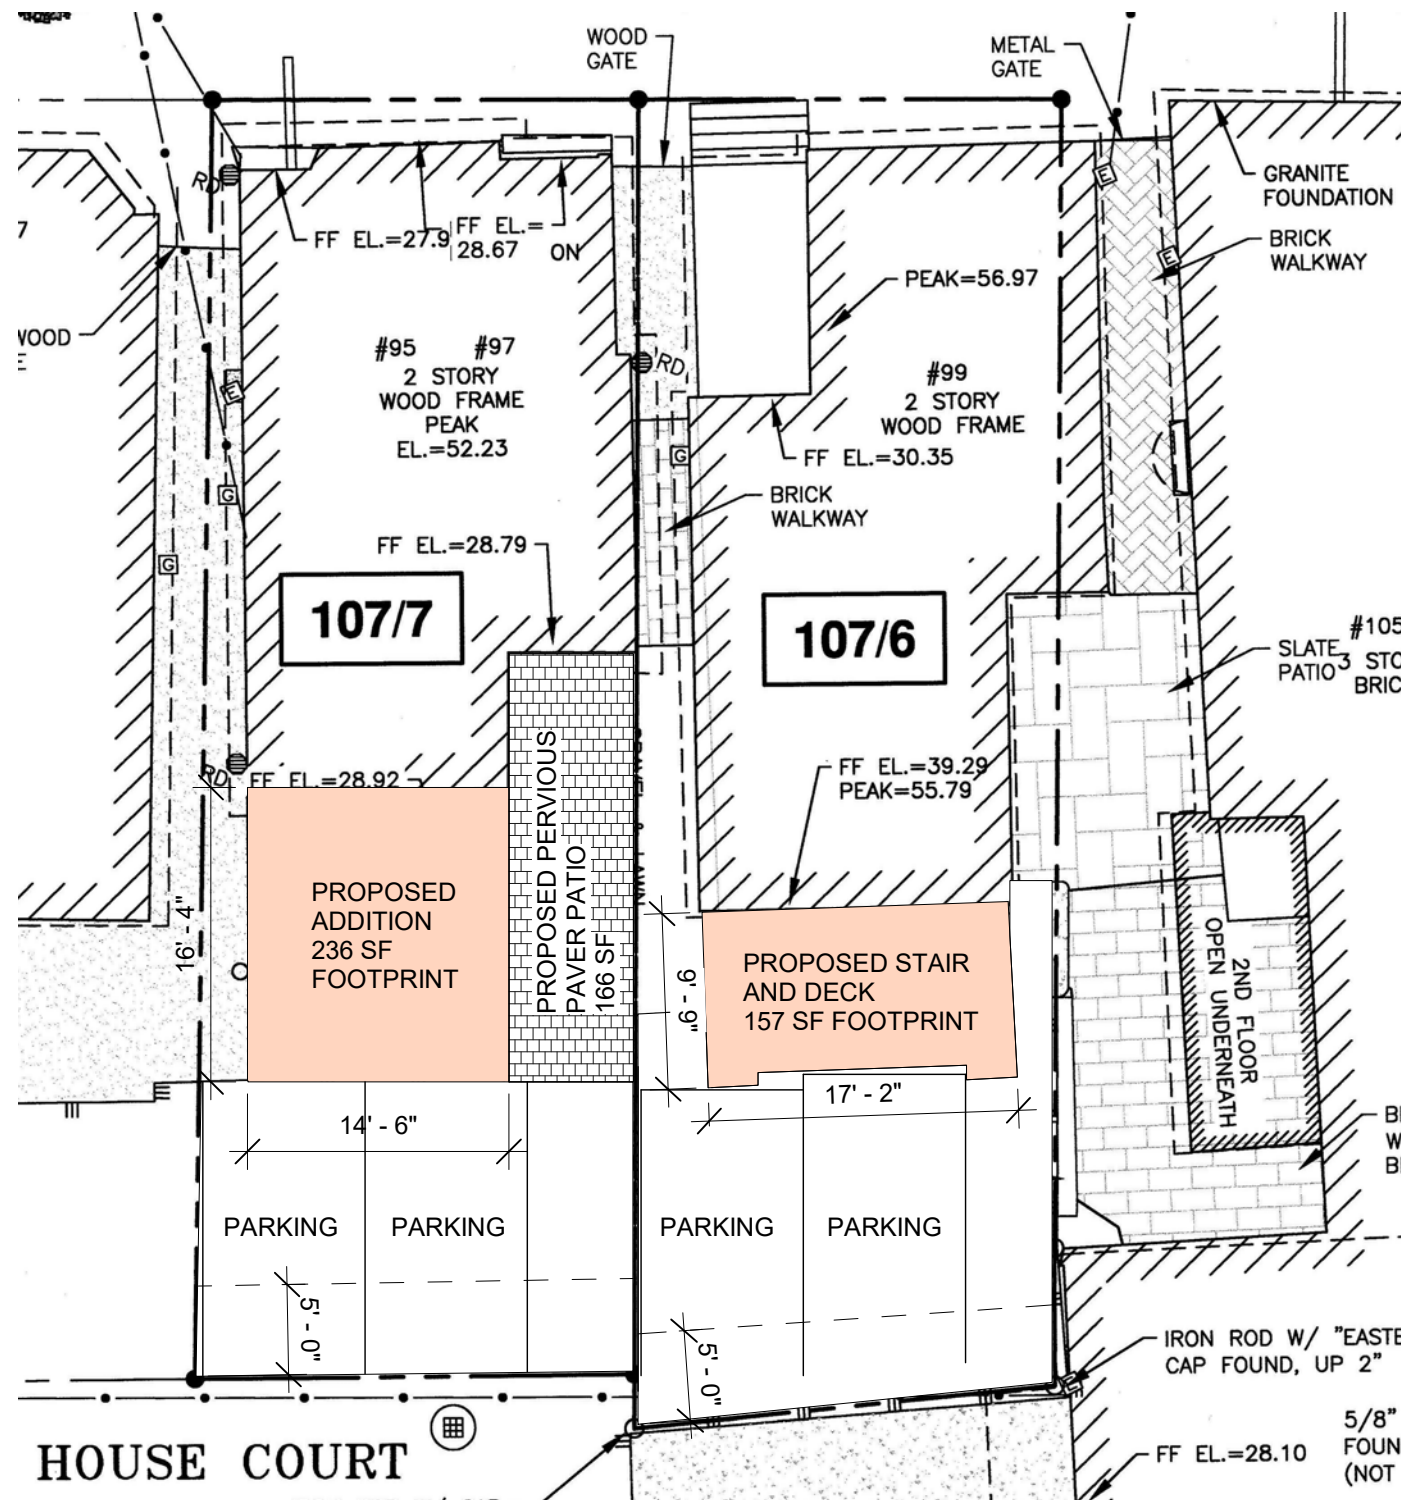 WOOD
GATE
METAL
GATE
GRANITE
FOUNDATION
BRICK
WALKWAY
RD
E
E
7
FF EL.=27.9
FF EL.=
28.67
ON
PEAK=56.97
WOOD
E
#95 #97
2 STORY
WOOD FRAME
PEAK
EL.=52.23
RD
#99
2 STORY
WOOD FRAME
E
G
FF EL.=30.35
G
BRICK
WALKWAY
FF EL.=28.79
G
107/7
107/6
#105
3 STO
BRIC
SLATE
PATIO
RD
FF EL.=28.92
FF EL.=39.29
PEAK=55.79
PROPOSED PERVIOUS
PAVER PATIO
166 SF
PROPOSED
ADDITION
236 SF
FOOTPRINT
16' - 4"
9' - 9"
PROPOSED STAIR
AND DECK
157 SF FOOTPRINT
2ND FLOOR
OPEN UNDERNEATH
14' - 6"
17' - 2"
PARKING
PARKING
PARKING
PARKING
5' - 0"
5' - 0"
IRON ROD W/ "EASTE
CAP FOUND, UP 2"
5/8"
FOUN
(NOT
FF EL.=28.10
HOUSE COURT